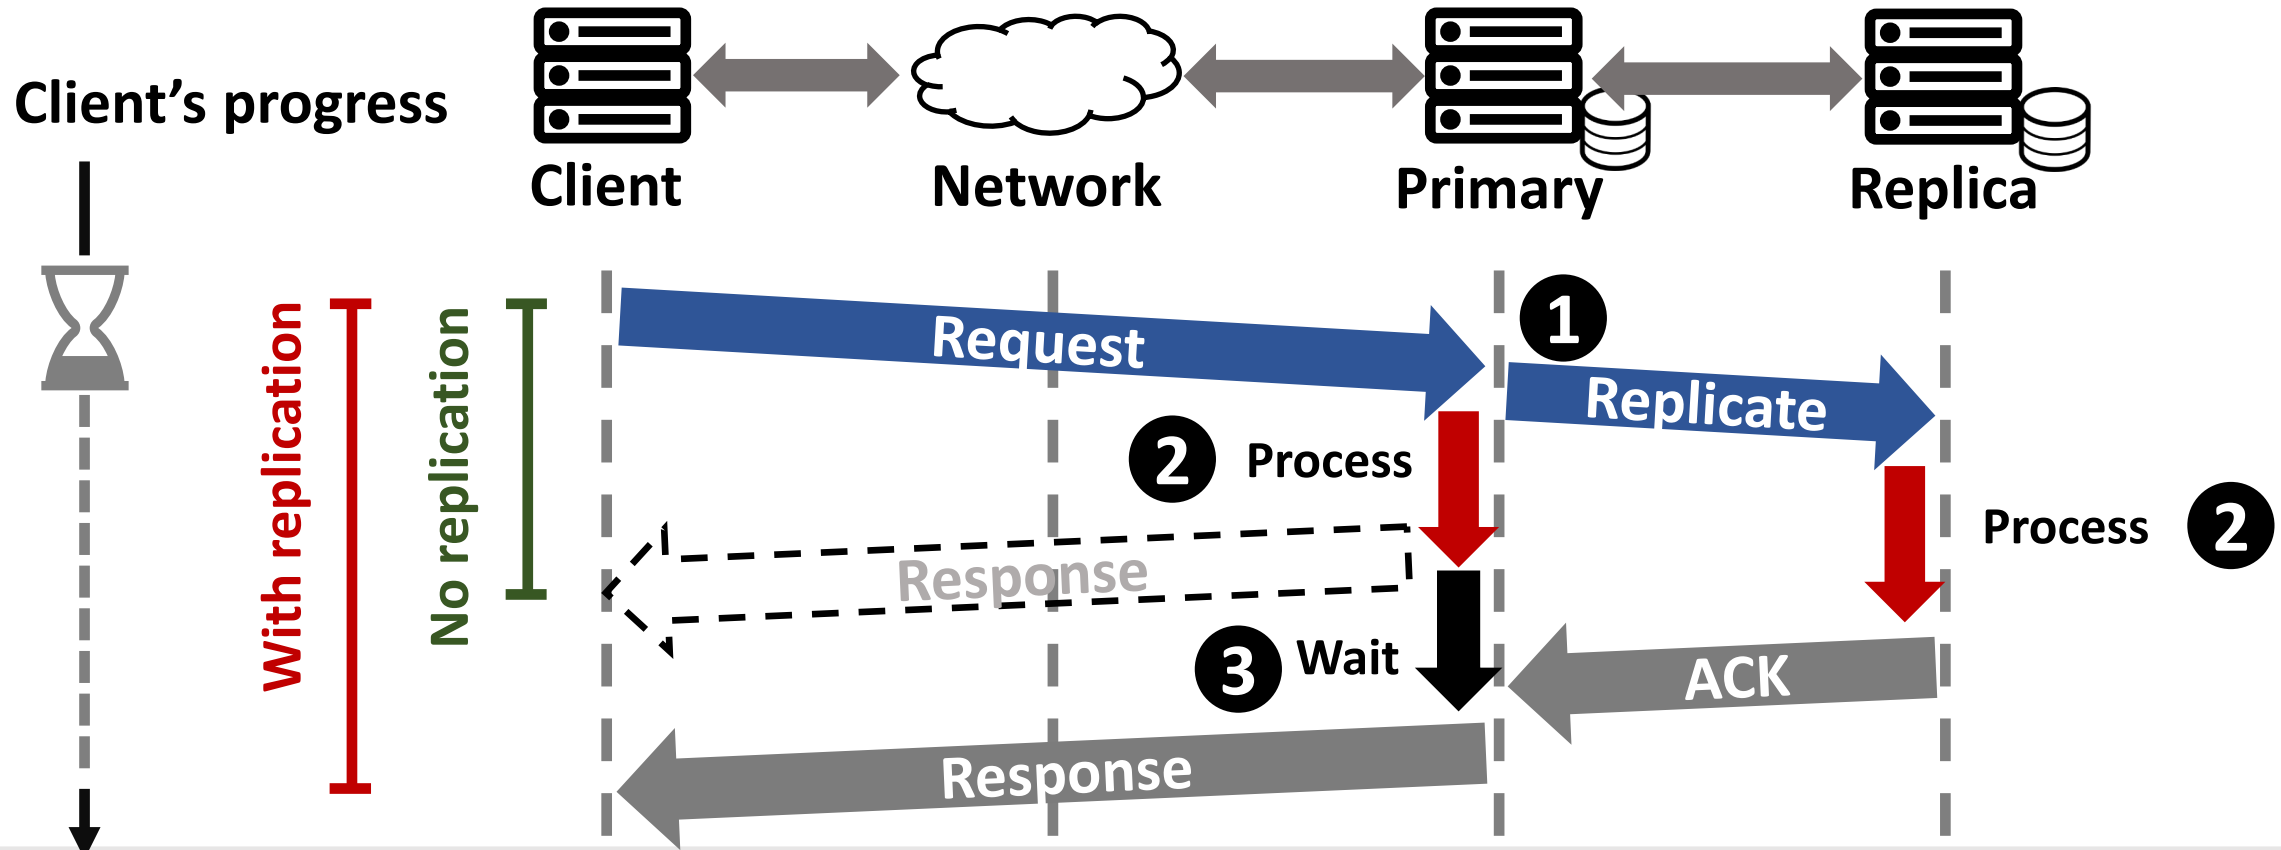 Client's progress
Client
Network
Primary
Replica
With replication
No replication
Request
1
Replicate
2
Process
Process
2
Response
3
Wait
ACK
Response